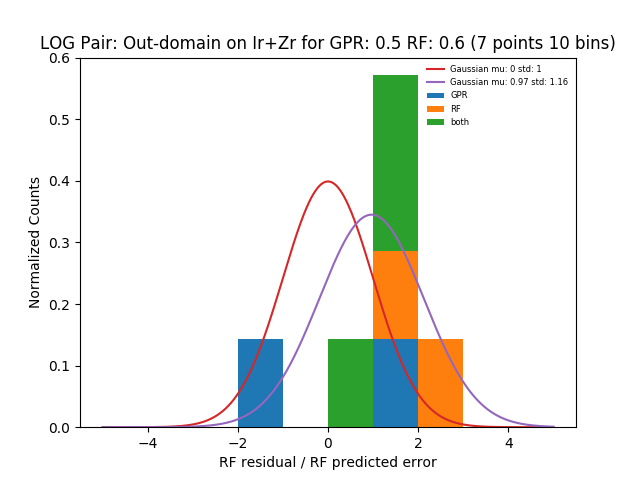 LOG Pair: Out-domain on Ir+Zr for GPR: 0.5 RF: 0.6 (7 points 10 bins)
Gaussian mu: 0 std: 1
Gaussian mu: 0.97 std: 1.16
GPR
RF
both
Normalized Counts
0.6
0.5
0.4
0.3
0.2
0.1
0.0
−4 −2 0 2 4
RF residual / RF predicted error